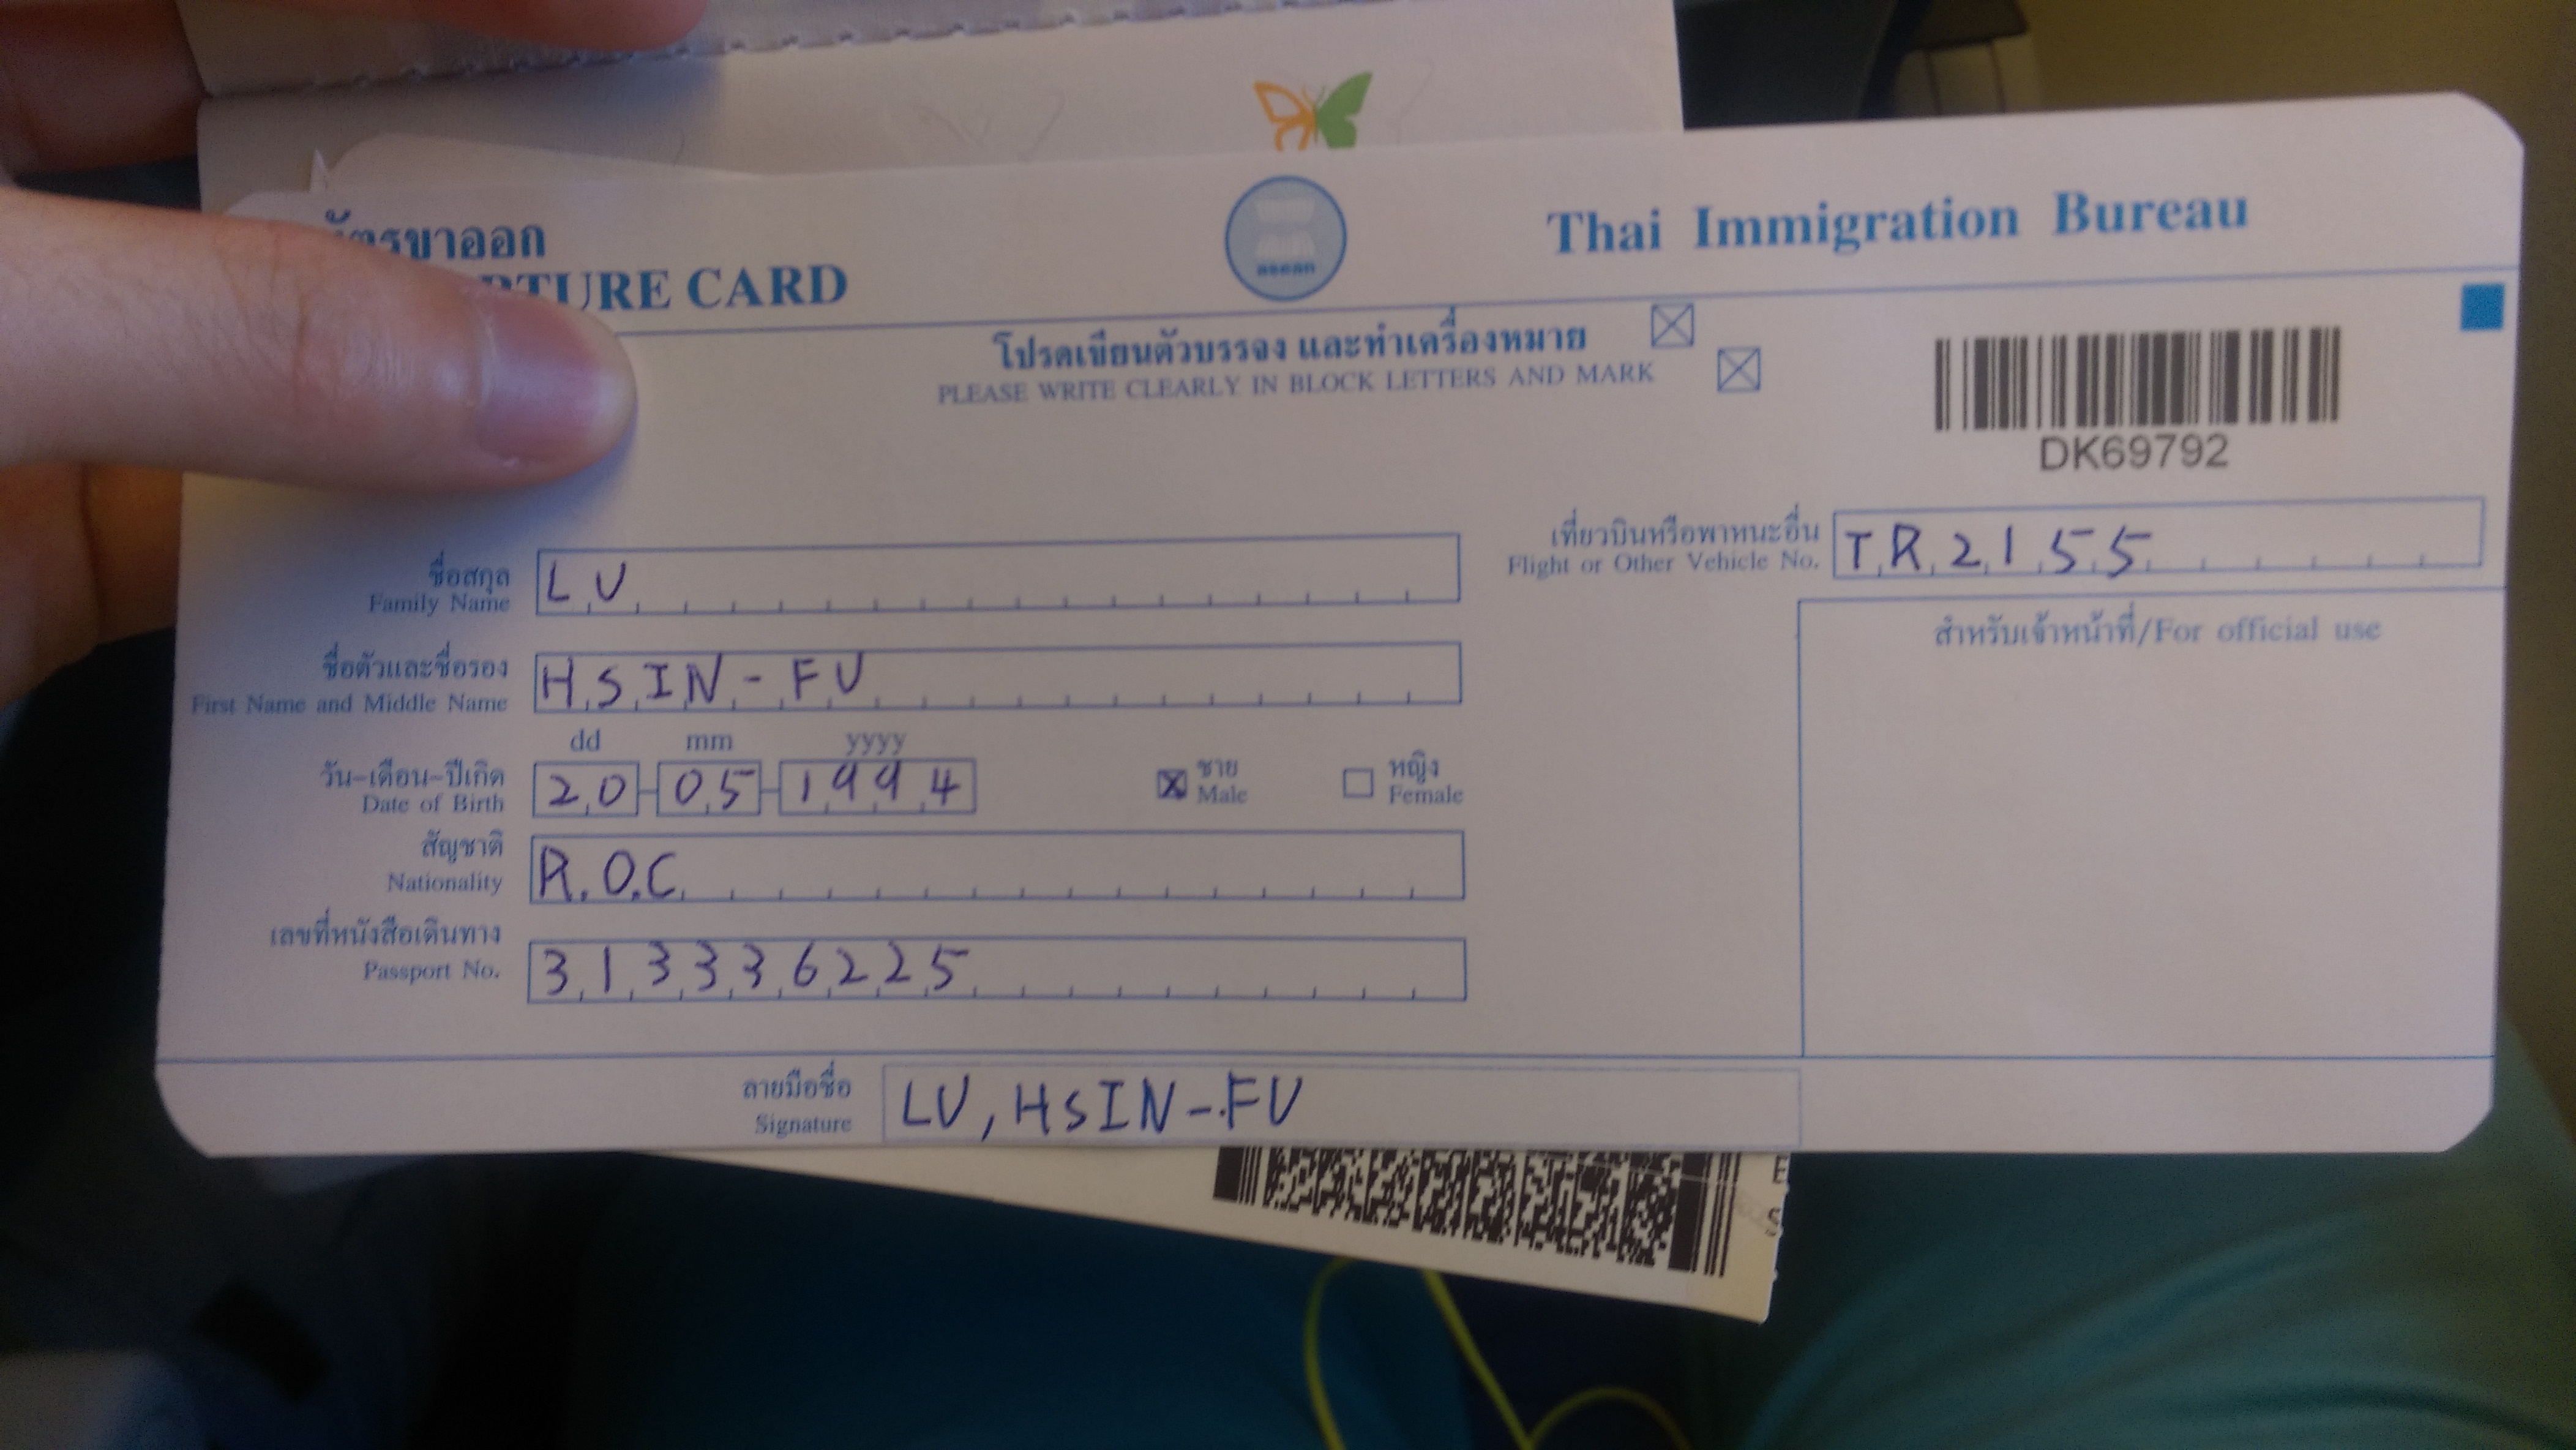 ขาออก
CARD
Thai Immigration Bureau
asean
โปรดเขียนตัวบรรจง และทำเครื่องหมาย
PLEASE WRITE CLEARLY IN BLOCK LETTERS AND MARK
DK69792
ชื่อสกุล
Family Name
LU
เที่ยวบินหรือพาหนะอื่น
Flight or Other Vehicle No.
TR2155
ชื่อตัวและชื่อรอง
First Name and Middle Name
HSIN-FU
สำหรับเจ้าหน้าที่/For official use
dd mm yyyy
วัน-เดือน-ปีเกิด
Date of Birth
20-05-1994
ชาย
Male
หญิง
Female
สัญชาติ
Nationality
R.O.C.
เลขที่หนังสือเดินทาง
Passport No.
313336225
ลายมือชื่อ
Signature
LU, HSIN-FU
E
S